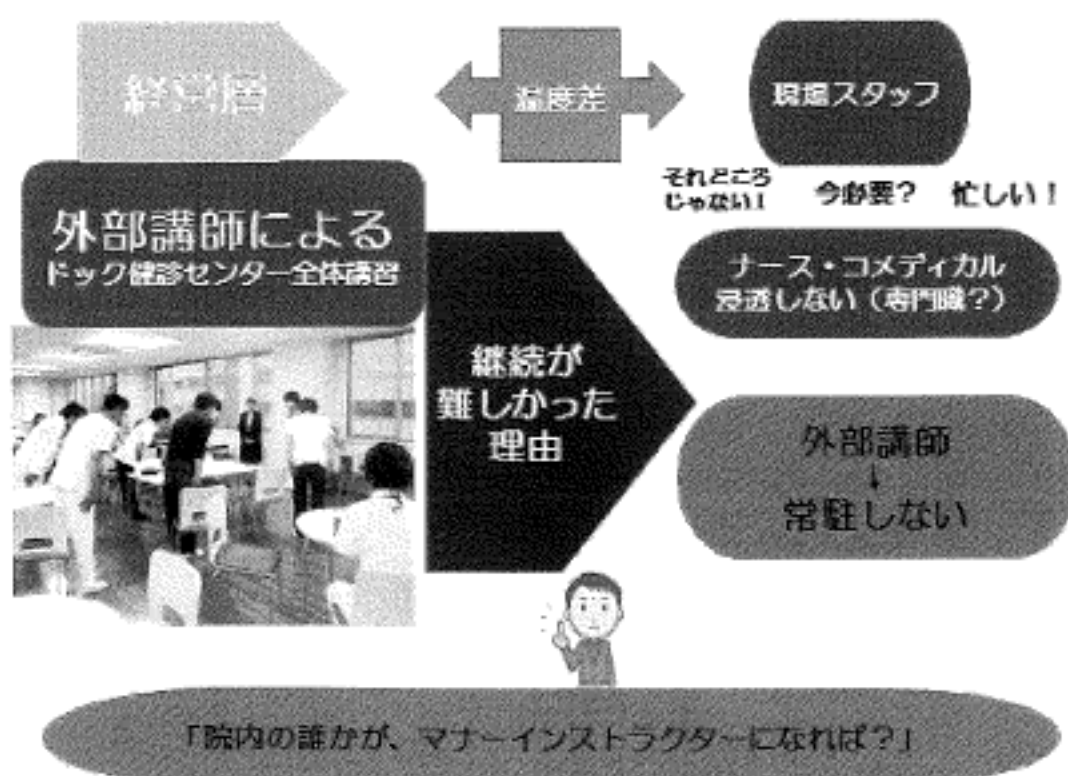 経営層
温度差
現場スタッフ
それどころ
じゃない！
今必要？
忙しい！
外部講師による
ドック健診センター全体講習
ナース・コメディカル
浸透しない（専門職？）
継続が
難しかった
理由
外部講師
↓
常駐しない
「院内の誰かが、マナーインストラクターになれば？」